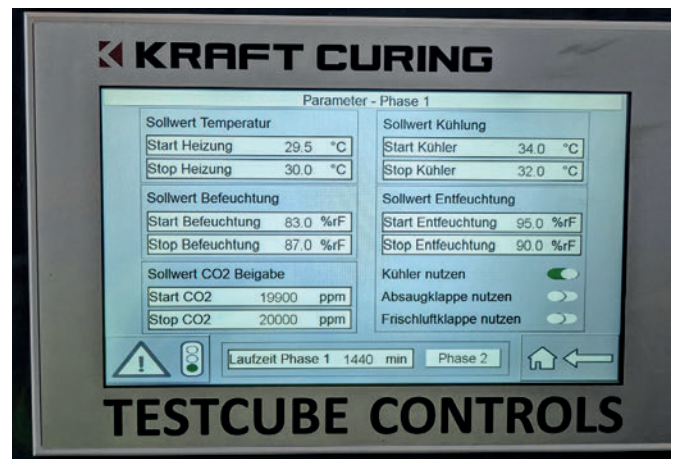 KRAFT CURING
Parameter - Phase 1
Sollwert Temperatur
Start Heizung 29.5 °C
Stop Heizung 30.0 °C
Sollwert Befeuchtung
Start Befeuchtung 83.0 %rF
Stop Befeuchtung 87.0 %rF
Sollwert CO2 Beigabe
Start CO2 19900 ppm
Stop CO2 20000 ppm
Sollwert Kühlung
Start Kühler 34.0 °C
Stop Kühler 32.0 °C
Sollwert Entfeuchtung
Start Entfeuchtung 95.0 %rF
Stop Entfeuchtung 90.0 %rF
Kühler nutzen
Absaugklappe nutzen
Frischluftklappe nutzen
Laufzeit Phase 1 1440 min
Phase 2
TESTCUBE CONTROLS